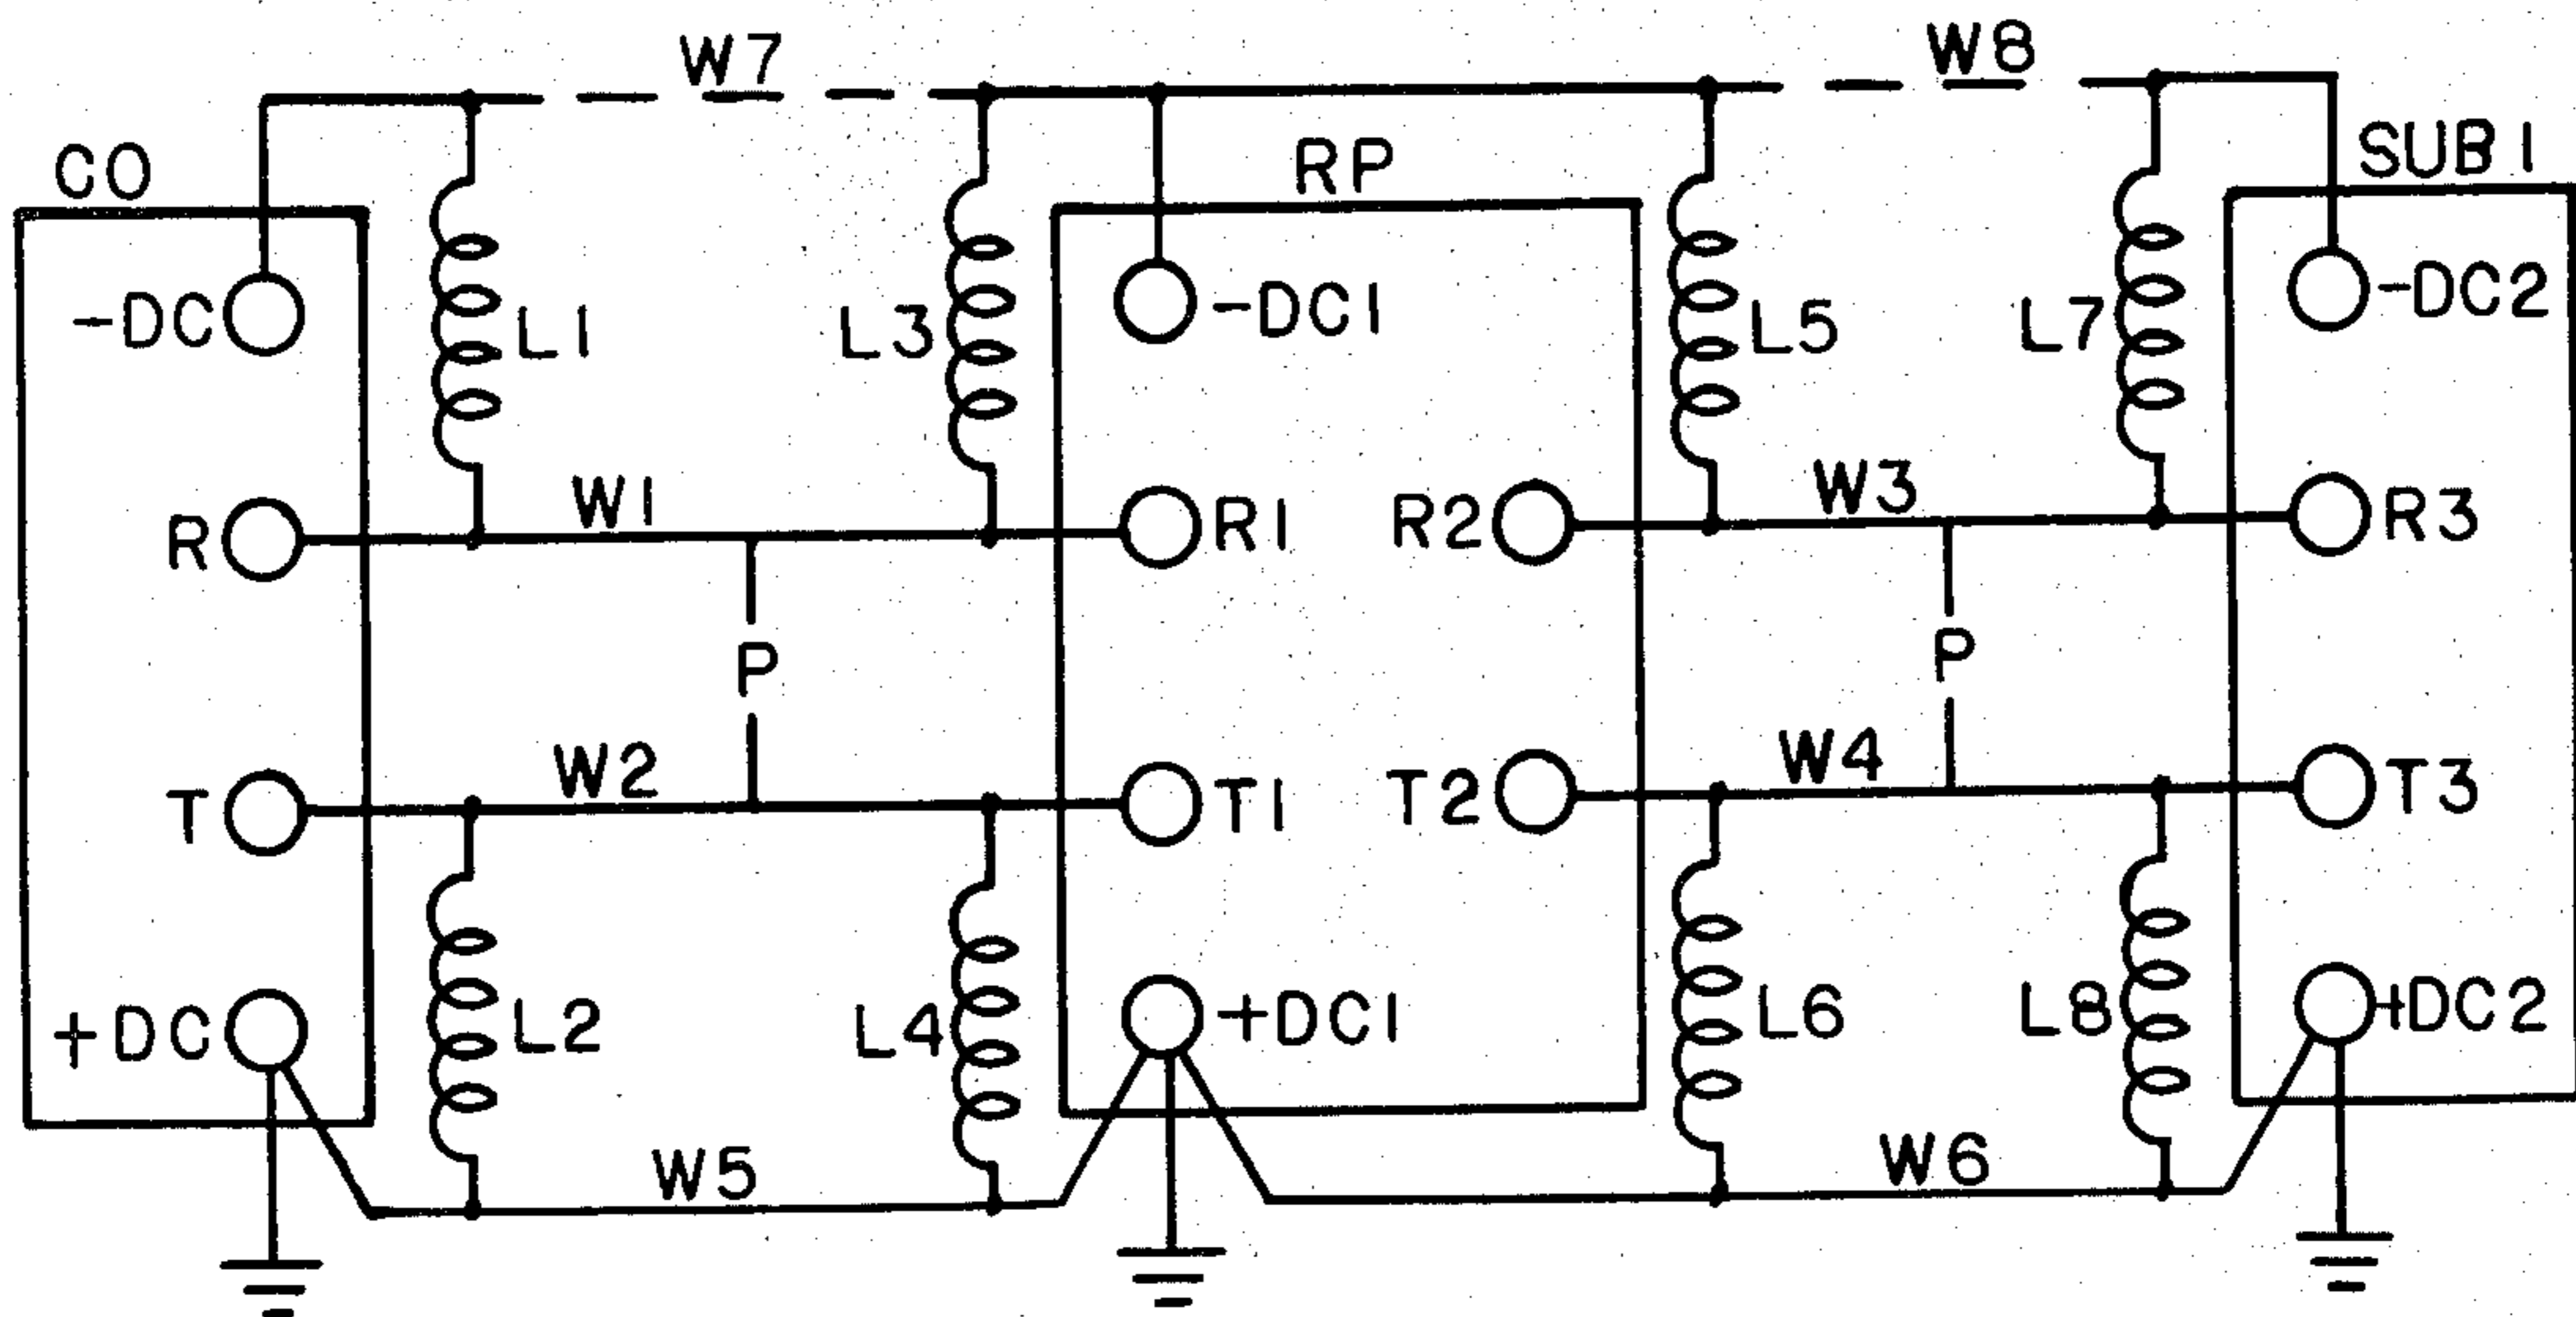 W7
W8
CO
RP
SUB1
-DC
L1
L3
-DC1
L5
L7
-DC2
R
W1
R1
R2
W3
R3
P
P
T
W2
T1
T2
W4
T3
+DC
L2
L4
+DC1
L6
L8
+DC2
W5
W6